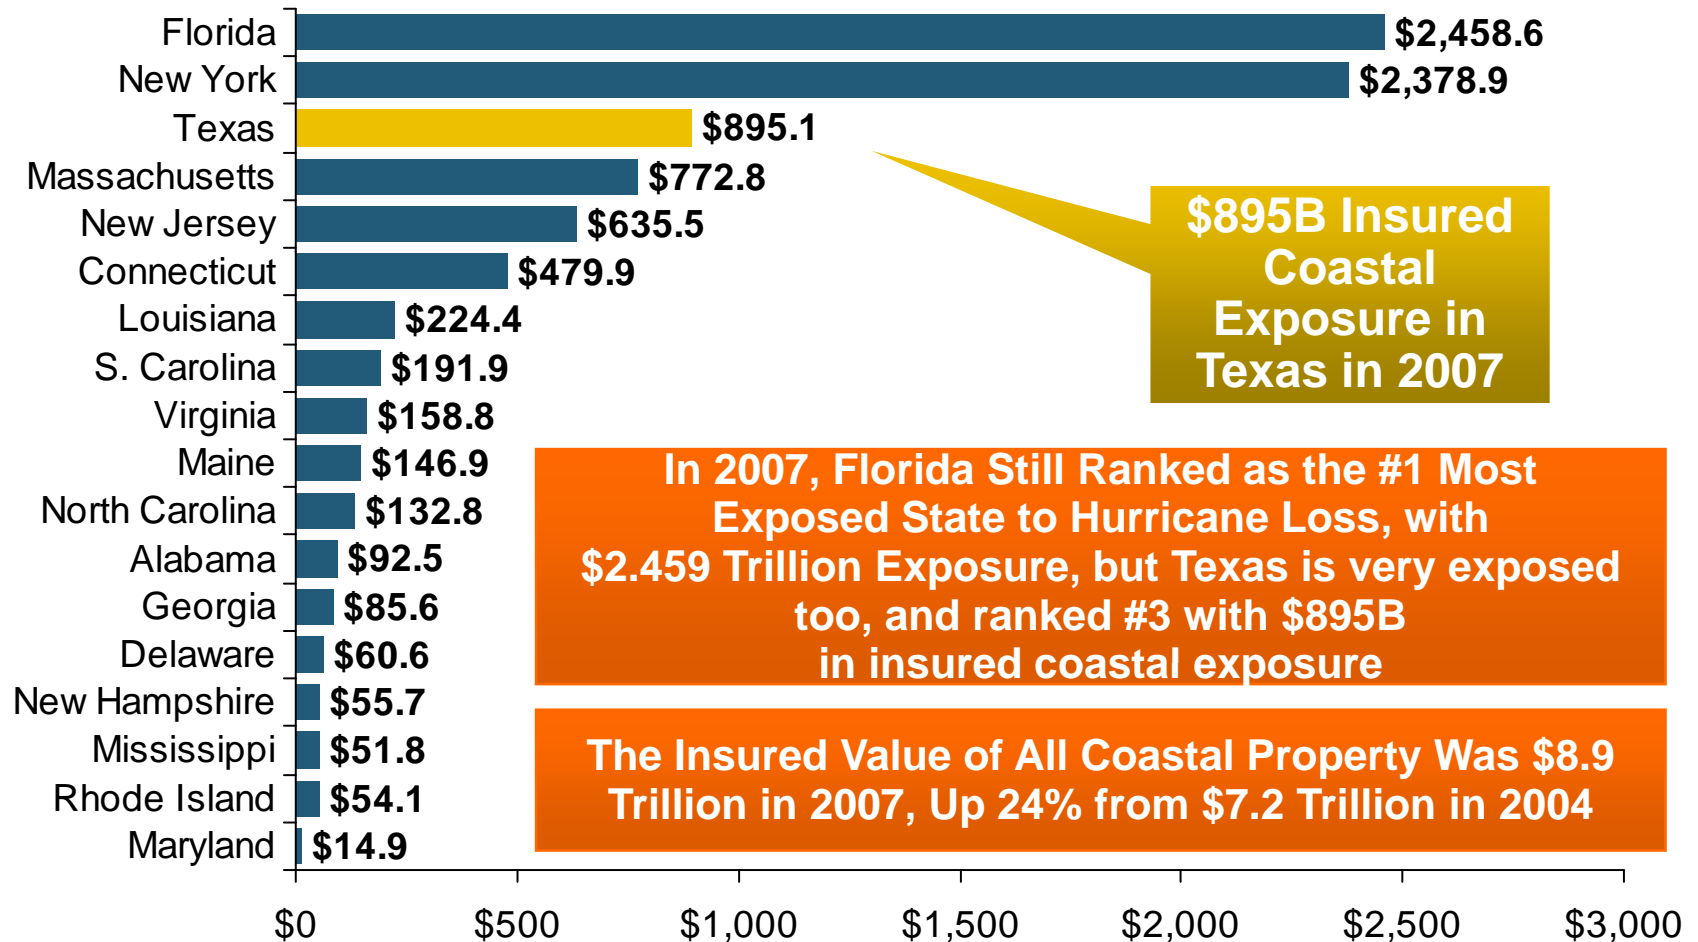 Florida $2,458.6
New York $2,378.9
Texas $895.1
Massachusetts $772.8
New Jersey $635.5
Connecticut $479.9
Louisiana $224.4
S. Carolina $191.9
Virginia $158.8
Maine $146.9
North Carolina $132.8
Alabama $92.5
Georgia $85.6
Delaware $60.6
New Hampshire $55.7
Mississippi $51.8
Rhode Island $54.1
Maryland $14.9
$0 $500 $1,000 $1,500 $2,000 $2,500 $3,000
$895B Insured
Coastal
Exposure in
Texas in 2007
In 2007, Florida Still Ranked as the #1 Most
Exposed State to Hurricane Loss, with
$2.459 Trillion Exposure, but Texas is very exposed
too, and ranked #3 with $895B
in insured coastal exposure
The Insured Value of All Coastal Property Was $8.9
Trillion in 2007, Up 24% from $7.2 Trillion in 2004